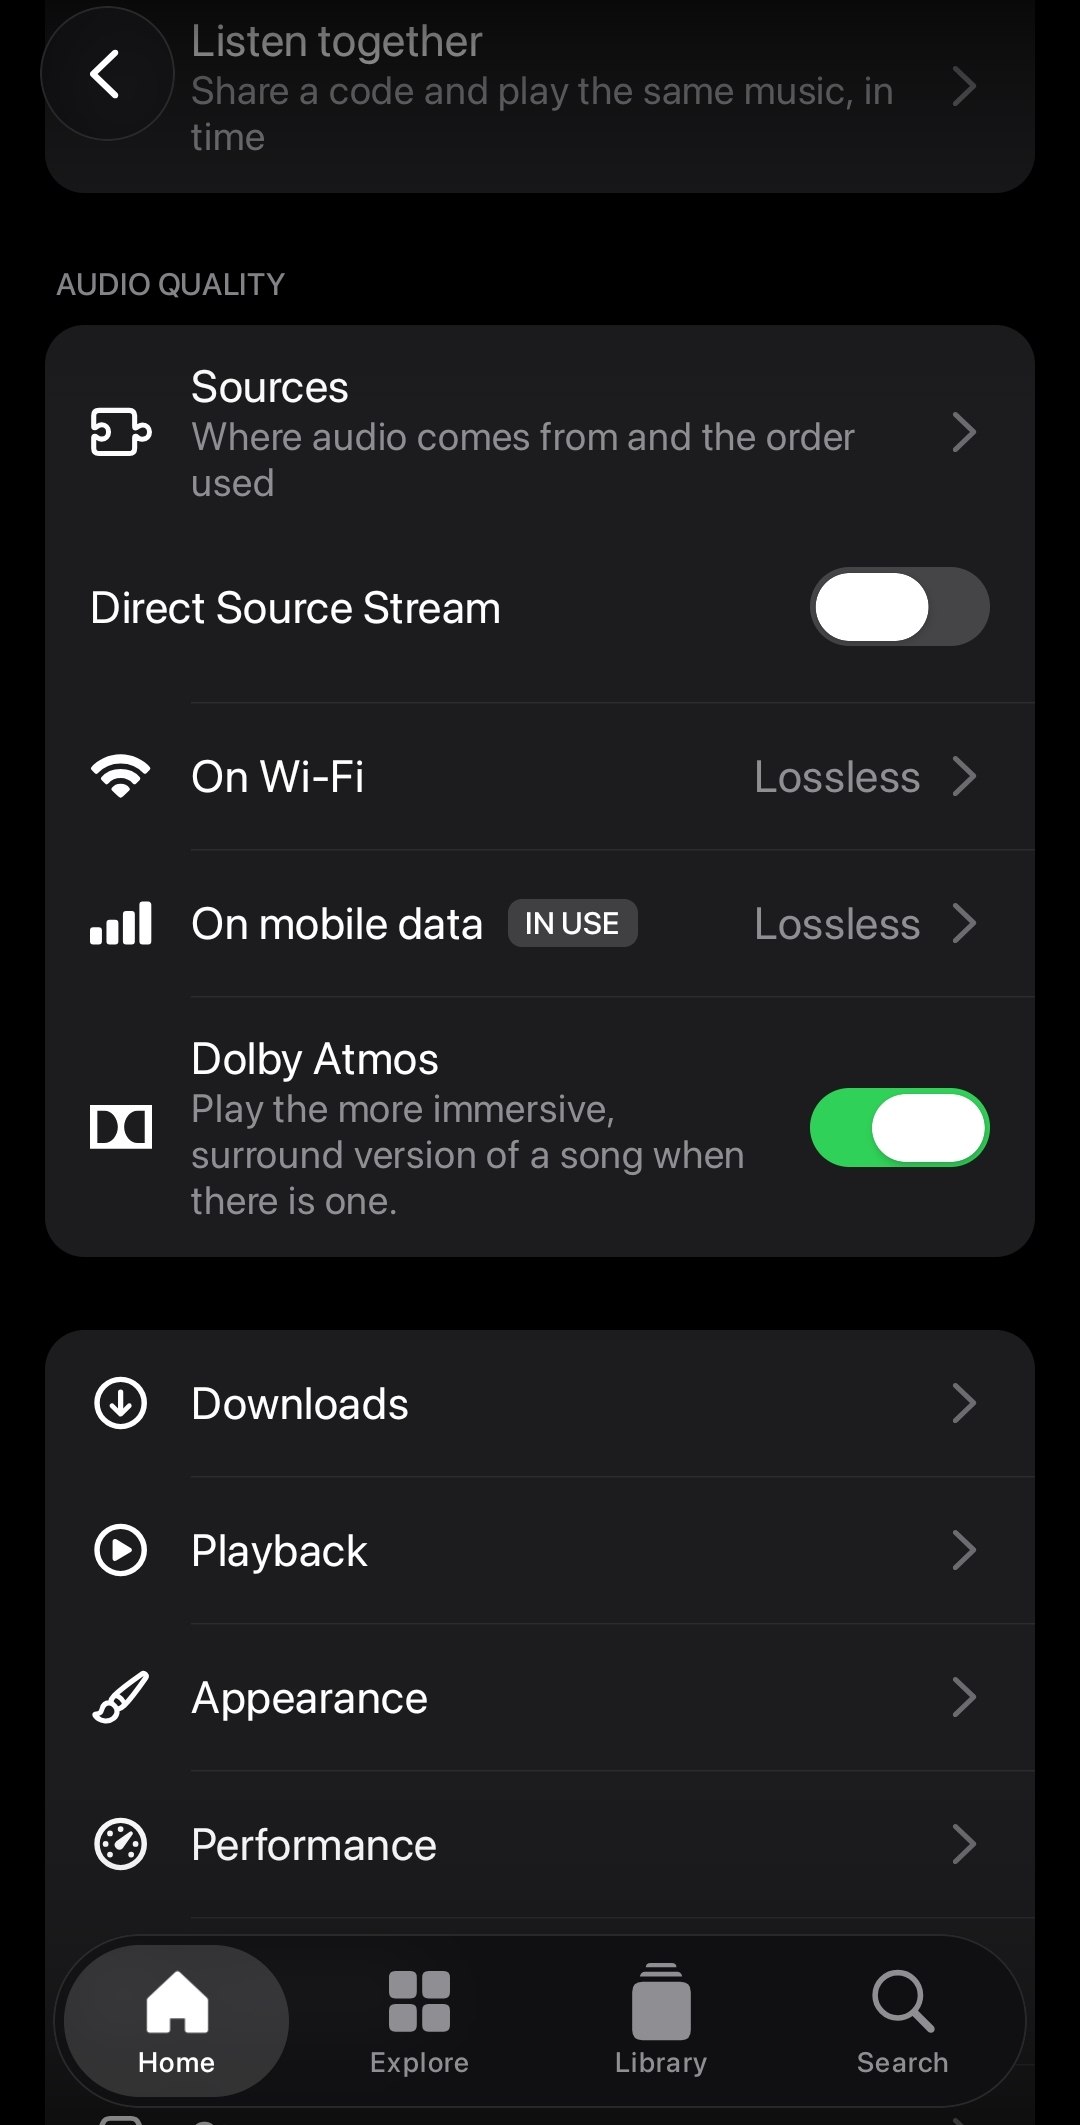 Listen together
Share a code and play the same music, in
time
AUDIO QUALITY
Sources
Where audio comes from and the order
used
Direct Source Stream
On Wi-Fi
Lossless
On mobile data
IN USE
Lossless
Dolby Atmos
Play the more immersive,
surround version of a song when
there is one.
Downloads
Playback
Appearance
Performance
Home
Explore
Library
Search